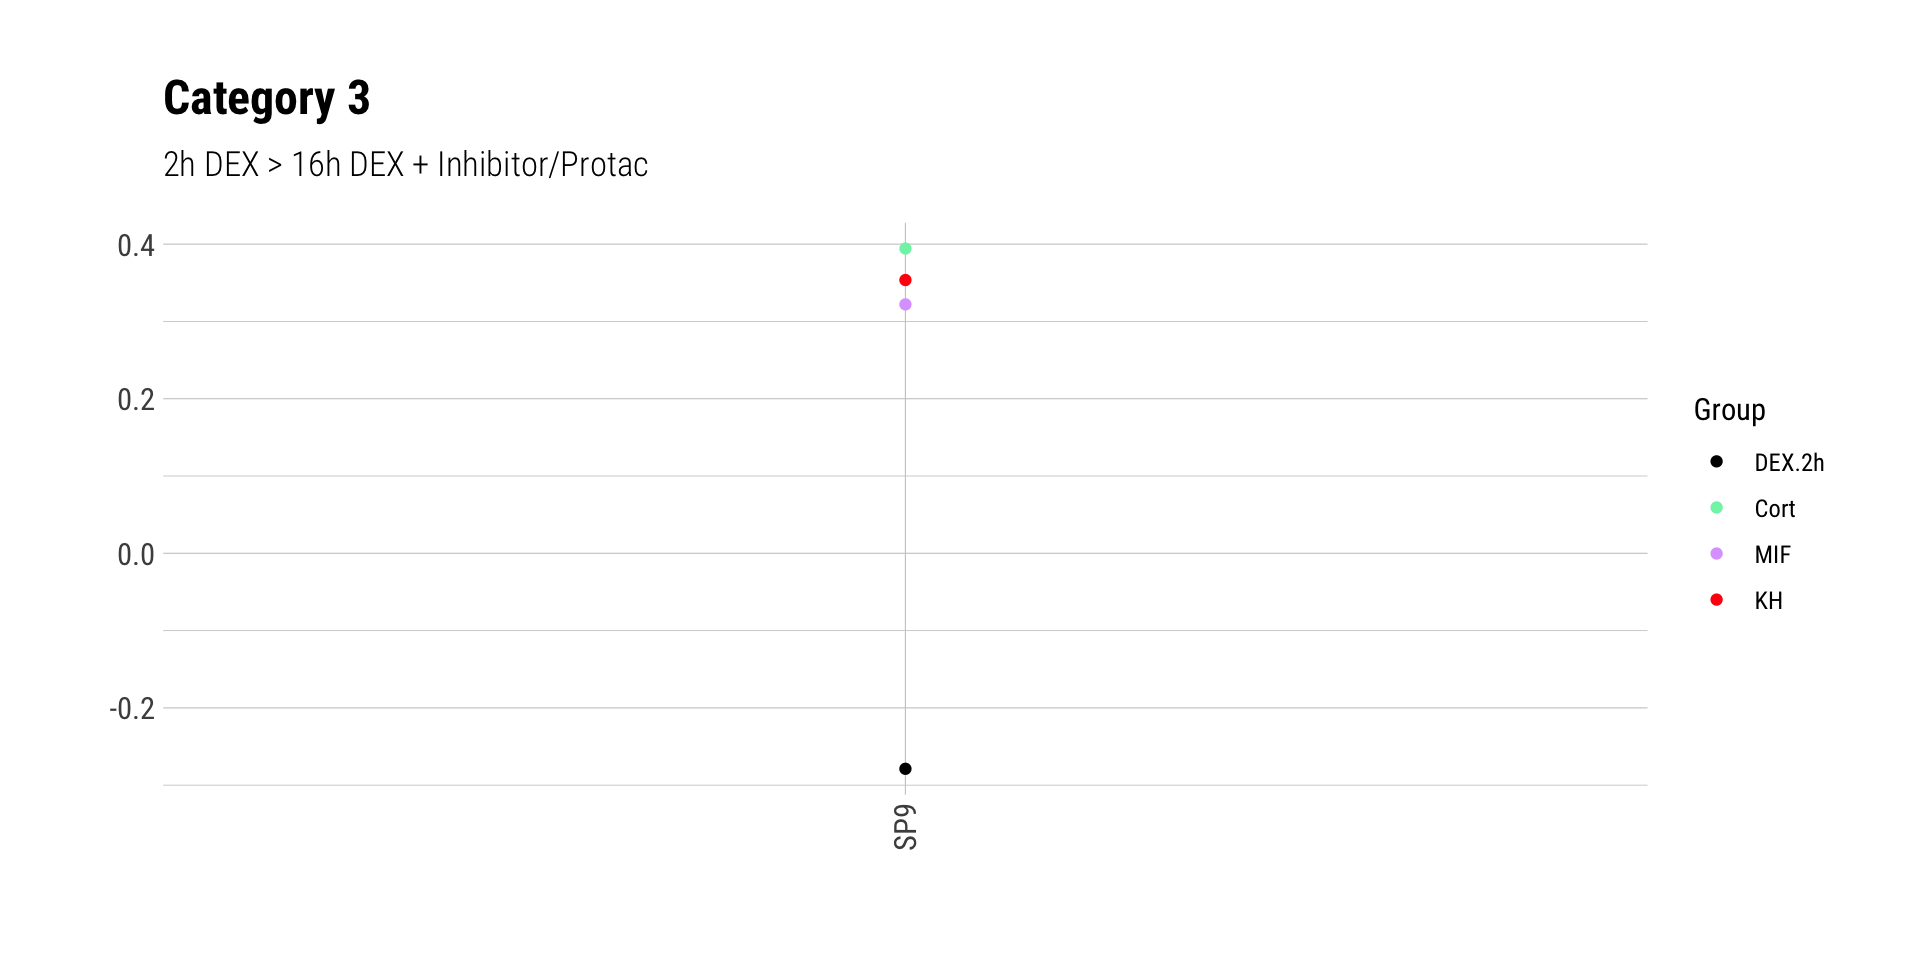 Category 3
2h DEX > 16h DEX + Inhibitor/Protac
0.4
0.2
0.0
-0.2
SP9
Group
DEX.2h
Cort
MIF
KH